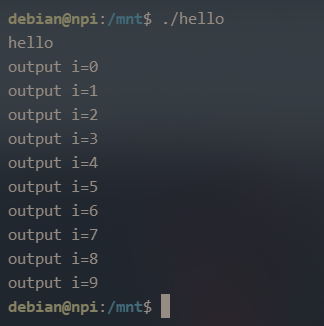 debian@npi:/mnt$ ./hello
hello
output i=0
output i=1
output i=2
output i=3
output i=4
output i=5
output i=6
output i=7
output i=8
output i=9
debian@npi:/mnt$